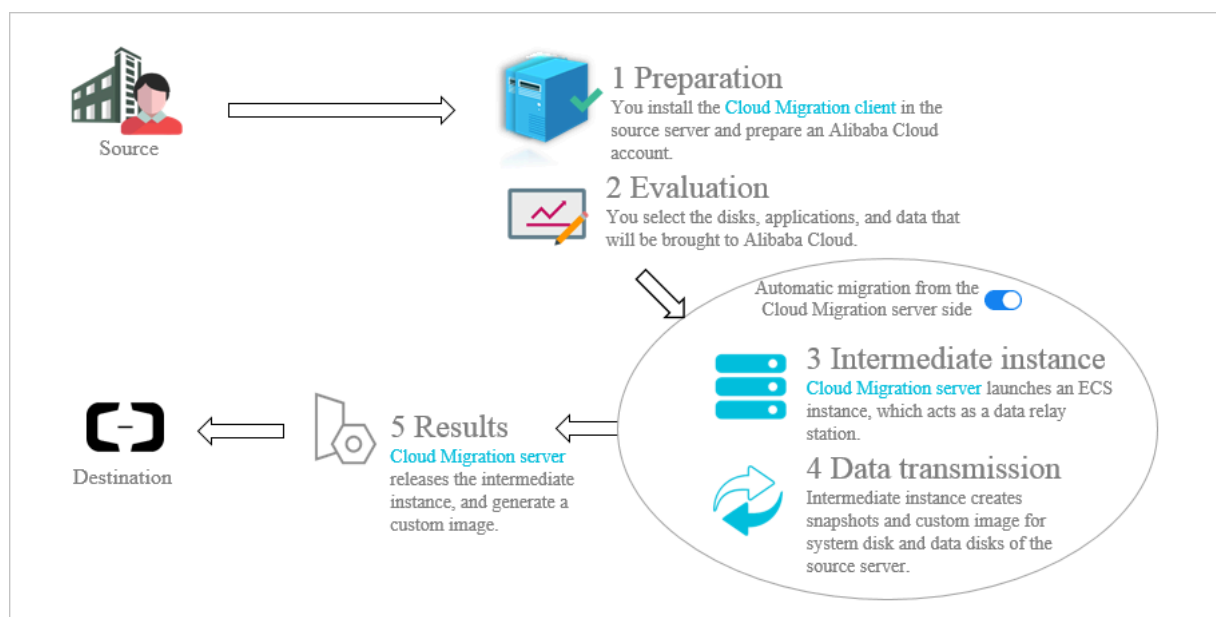 Source
1 Preparation
You install the Cloud Migration client in the
source server and prepare an Alibaba Cloud
account.
2 Evaluation
You select the disks, applications, and data that
will be brought to Alibaba Cloud.
Automatic migration from the
Cloud Migration server side
3 Intermediate instance
Cloud Migration server launches an ECS
instance, which acts as a data relay
station.
4 Data transmission
Intermediate instance creates
snapshots and custom image for
system disk and data disks of the
source server.
5 Results
Cloud Migration server
releases the intermediate
instance, and generate a
custom image.
Destination